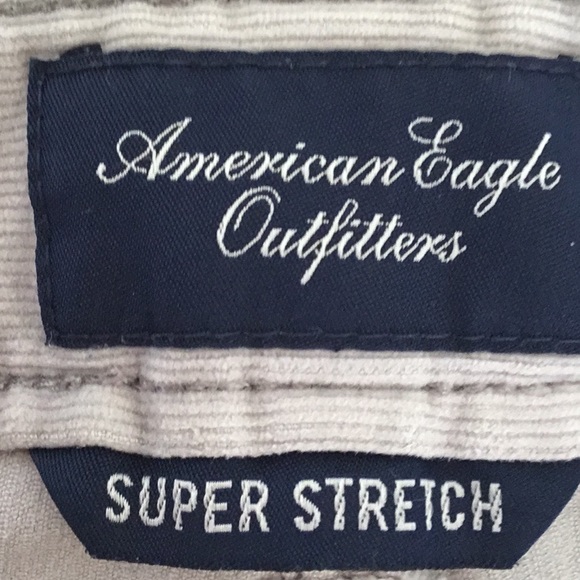 American Eagle
Outfitters
SUPER STRETCH